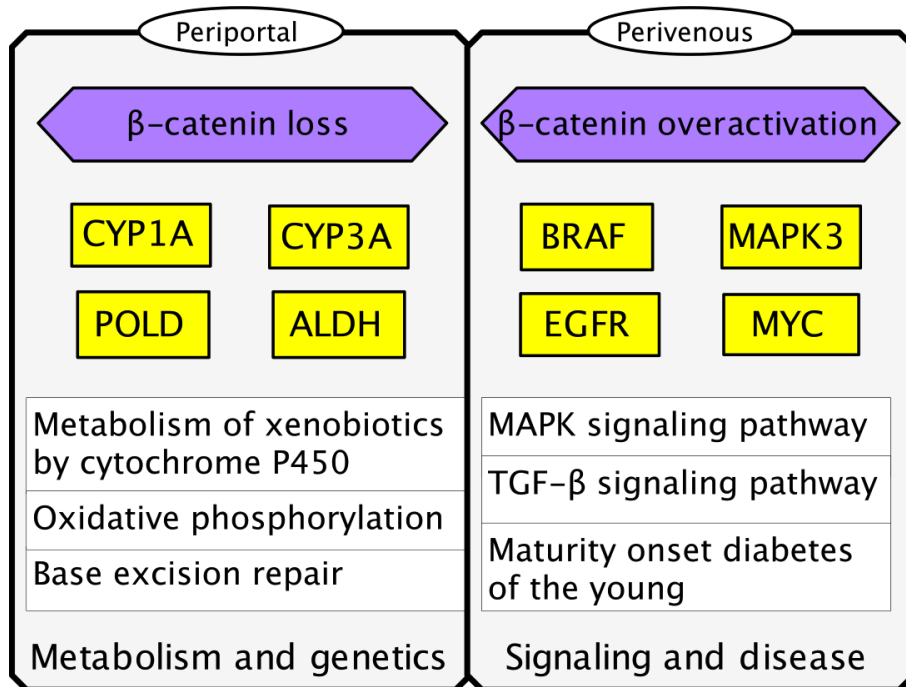 Periportal
β-catenin loss
CYP1A
CYP3A
POLD
ALDH
Metabolism of xenobiotics
by cytochrome P450
Oxidative phosphorylation
Base excision repair
Metabolism and genetics
Perivenous
β-catenin overactivation
BRAF
MAPK3
EGFR
MYC
MAPK signaling pathway
TGF-β signaling pathway
Maturity onset diabetes
of the young
Signaling and disease